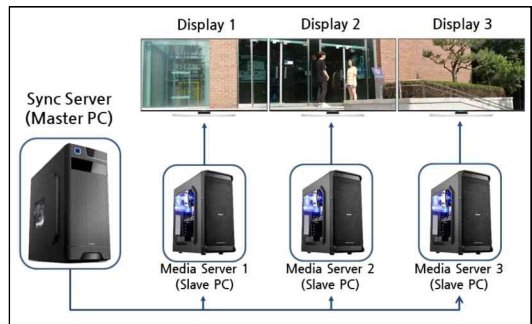 Display 1
Display 2
Display 3
Sync Server
(Master PC)
Media Server 1
(Slave PC)
Media Server 2
(Slave PC)
Media Server 3
(Slave PC)